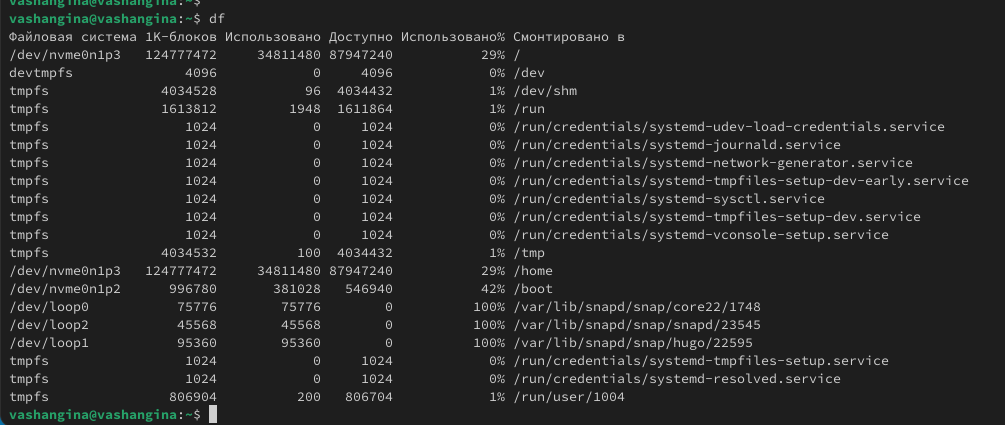 vashangina@vashangina:~$
vashangina@vashangina:~$ df
Файловая система 1K-блоков Использовано Доступно Использовано% Смонтировано в
/dev/nvme0n1p3   124777472     34811480 87947240           29% /
devtmpfs              4096            0     4096            0% /dev
tmpfs              4034528           96  4034432            1% /dev/shm
tmpfs              1613812         1948  1611864            1% /run
tmpfs                 1024            0     1024            0% /run/credentials/systemd-udev-load-credentials.service
tmpfs                 1024            0     1024            0% /run/credentials/systemd-journald.service
tmpfs                 1024            0     1024            0% /run/credentials/systemd-network-generator.service
tmpfs                 1024            0     1024            0% /run/credentials/systemd-tmpfiles-setup-dev-early.service
tmpfs                 1024            0     1024            0% /run/credentials/systemd-sysctl.service
tmpfs                 1024            0     1024            0% /run/credentials/systemd-tmpfiles-setup-dev.service
tmpfs                 1024            0     1024            0% /run/credentials/systemd-vconsole-setup.service
tmpfs              4034532          100  4034432            1% /tmp
/dev/nvme0n1p3   124777472     34811480 87947240           29% /home
/dev/nvme0n1p2      996780       381028   546940           42% /boot
/dev/loop0           75776        75776        0          100% /var/lib/snapd/snap/core22/1748
/dev/loop2           45568        45568        0          100% /var/lib/snapd/snap/snapd/23545
/dev/loop1           95360        95360        0          100% /var/lib/snapd/snap/hugo/22595
tmpfs                 1024            0     1024            0% /run/credentials/systemd-tmpfiles-setup.service
tmpfs                 1024            0     1024            0% /run/credentials/systemd-resolved.service
tmpfs               806904          200   806704            1% /run/user/1004
vashangina@vashangina:~$